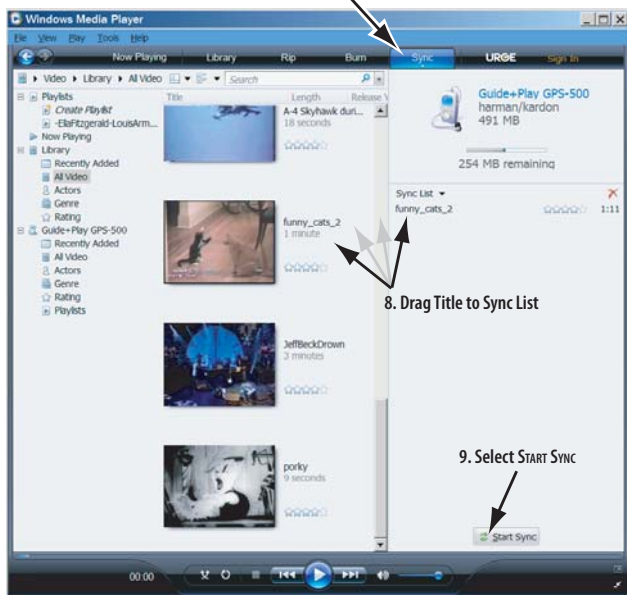 Windows Media Player
File View Play Tools Help
Now Playing Library Rip Burn Sync URGE Sign In
Video Library All Video Search
Playlists
Create Playlist
-EllaFitzgerald-LouisArm...
Now Playing
Library
Recently Added
All Video
Actors
Genre
Rating
Guide+Play GPS-500
Recently Added
All Video
Actors
Genre
Rating
Playlists
Title Length Release Y
A-4 Skyhawk duri...
18 seconds
funny_cats_2
1 minute
JeffBeckDrown
3 minutes
porky
9 seconds
Guide+Play GPS-500
harman/kardon
491 MB
254 MB remaining
Sync List
funny_cats_2 1:11
8. Drag Title to Sync List
9. Select START SYNC
Start Sync
00:00